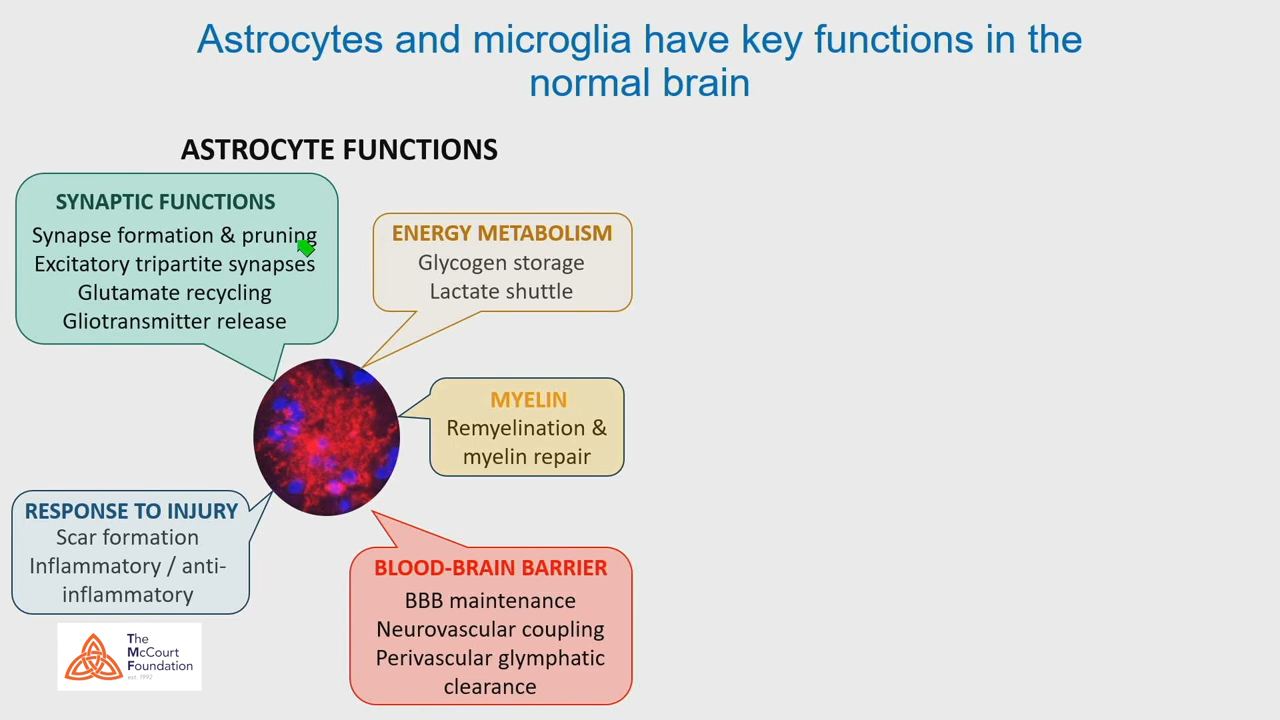 Astrocytes and microglia have key functions in the
normal brain
ASTROCYTE FUNCTIONS
SYNAPTIC FUNCTIONS
Synapse formation & pruning
Excitatory tripartite synapses
Glutamate recycling
Gliotransmitter release
ENERGY METABOLISM
Glycogen storage
Lactate shuttle
MYELIN
Remyelination &
myelin repair
RESPONSE TO INJURY
Scar formation
Inflammatory / anti-
inflammatory
BLOOD-BRAIN BARRIER
BBB maintenance
Neurovascular coupling
Perivascular glymphatic
clearance
The
McCourt
Foundation
est. 1992